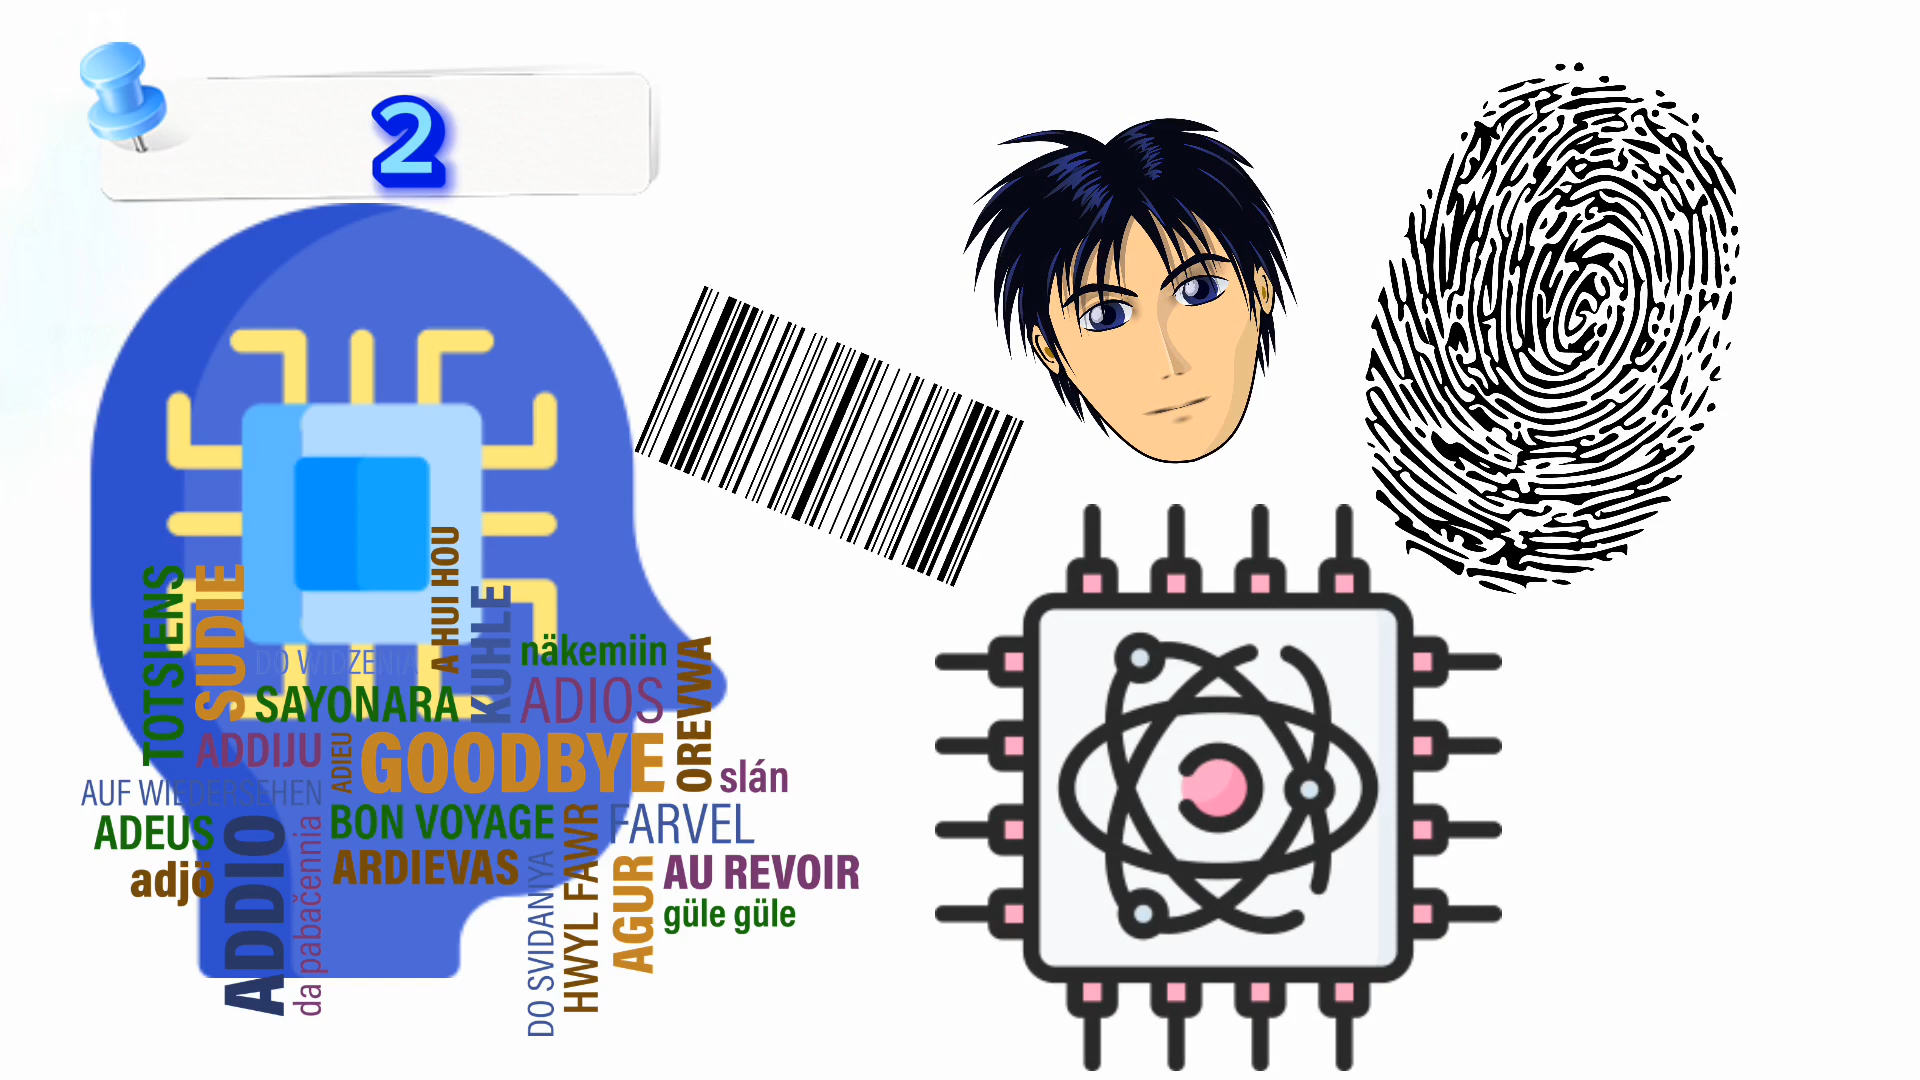 2
TOTSIENS
SUDIE
DO WIDZENIA
A HUI HOU
KUHLE
näkemiin
SAYONARA
ADIOS
OREVWA
ADDIJU
ADIEU
GOODBYE
slán
AUF WIEDERSEHEN
ADEUS
BON VOYAGE
FARVEL
adjö
ADDIO
da pabačennia
ARDIEVAS
DO SVIDANIYA
HWYL FAWR
AGUR
AU REVOIR
güle güle